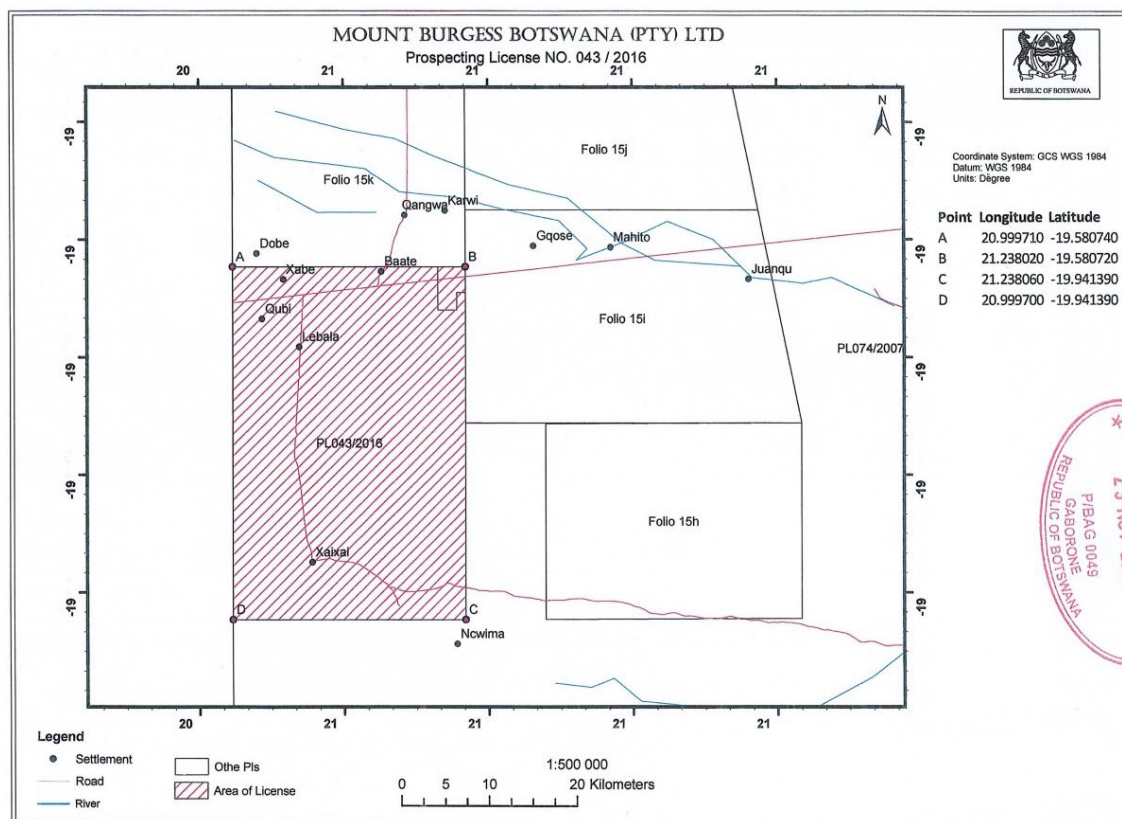 MOUNT BURGESS BOTSWANA (PTY) LTD
Prospecting License NO. 043 / 2016
REPUBLIC OF BOTSWANA
20 21 21 21 21
-19
-19
-19
-19
-19
-19
-19
-19
-19
-19
N
Folio 15j
Folio 15k
Qangwa
Karwi
Dobe
Gqose
Mahito
A
B
Xabe
Baate
Juanqu
Qubi
Folio 15i
Lebala
PL074/2007
PL043/2016
Folio 15h
Xaixai
D
C
Ncwima
20 21 21 21 21
Coordinate System: GCS WGS 1984
Datum: WGS 1984
Units: Degree
Point Longitude Latitude
A 20.999710 -19.580740
B 21.238020 -19.580720
C 21.238060 -19.941390
D 20.999700 -19.941390
P/BAG 0049
GABORONE
REPUBLIC OF BOTSWANA
Legend
Settlement
Road
River
Othe Pls
Area of License
1:500 000
0 5 10 20 Kilometers